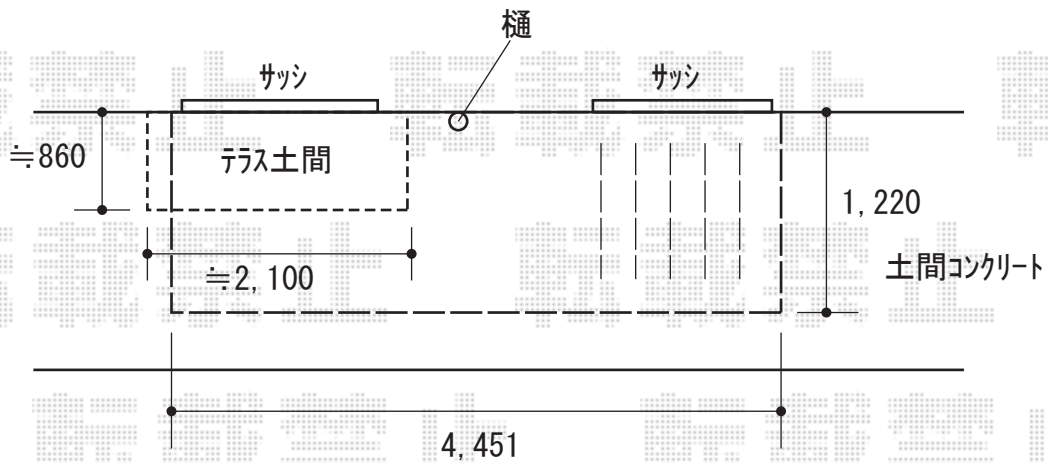 樋
サッシ
サッシ
≒860
テラス土間
1,220
≒2,100
土間コンクリート
4,451